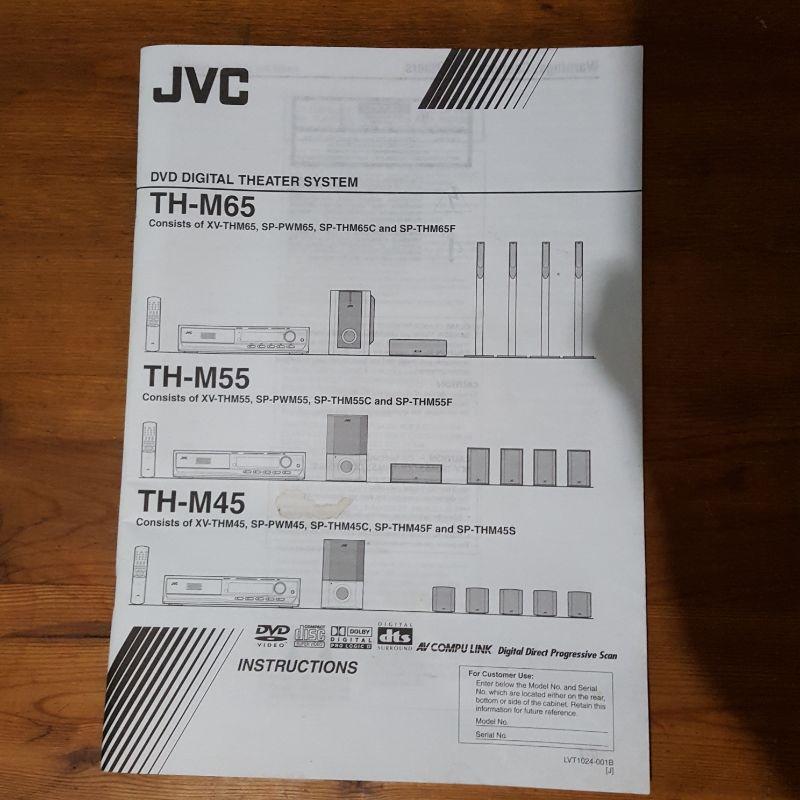 JVC
DVD DIGITAL THEATER SYSTEM
TH-M65
Consists of XV-THM65, SP-PWM65, SP-THM65C and SP-THM65F
JVC
TH-M55
Consists of XV-THM55, SP-PWM55, SP-THM55C and SP-THM55F
JVC
TH-M45
Consists of XV-THM45, SP-PWM45, SP-THM45C, SP-THM45F and SP-THM45S
JVC
DVD
VIDEO
COMPACT
disc
SUPER VIDEO
DOLBY
DIGITAL
PRO LOGIC II
DIGITAL
dts
SURROUND
AV COMPU LINK
Digital Direct Progressive Scan
INSTRUCTIONS
For Customer Use:
Enter below the Model No. and Serial
No. which are located either on the rear,
bottom or side of the cabinet. Retain this
information for future reference.
Model No.
Serial No.
LVT1024-001B
[J]